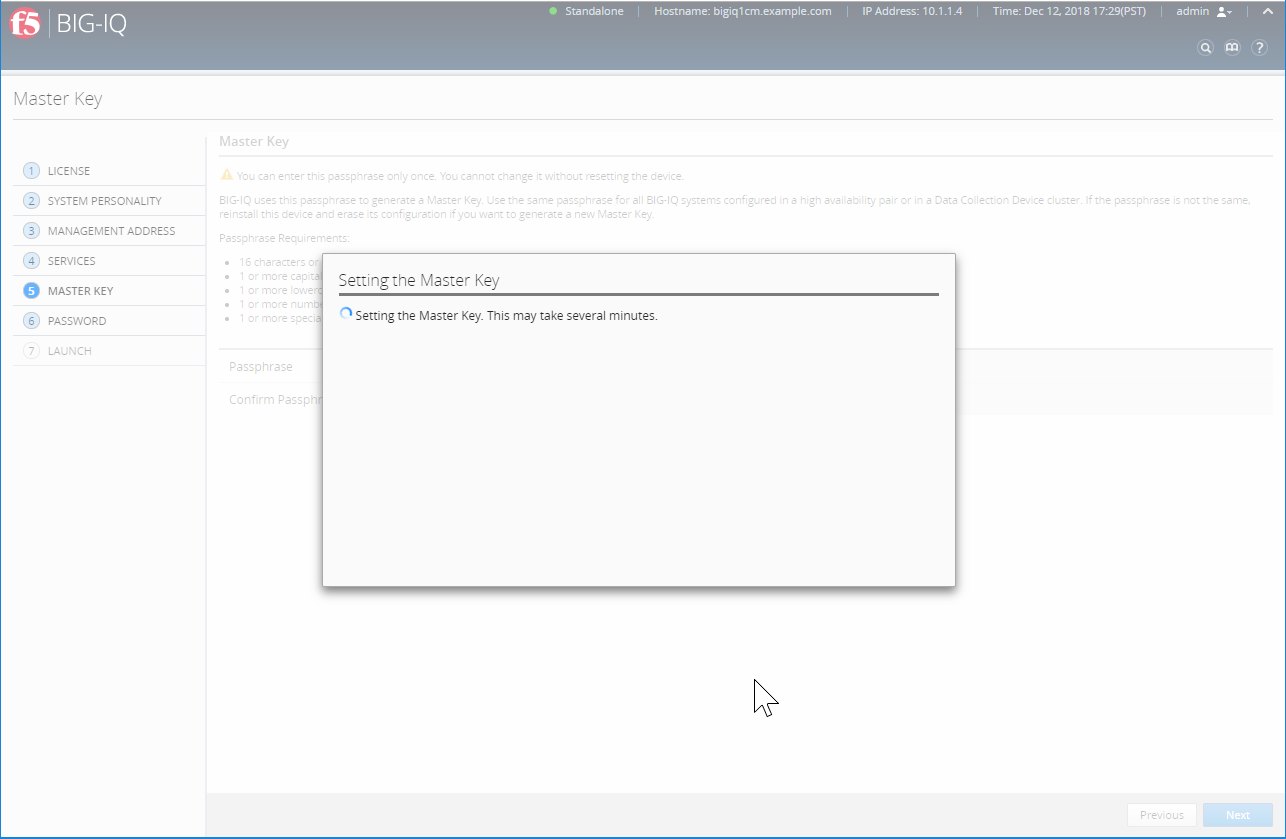 f5 BIG-IQ
Standalone Hostname: bigiq1cm.example.com IP Address: 10.1.1.4 Time: Dec 12, 2018 17:29(PST) admin
?
Master Key
1 LICENSE
2 SYSTEM PERSONALITY
3 MANAGEMENT ADDRESS
4 SERVICES
5 MASTER KEY
6 PASSWORD
7 LAUNCH
Master Key
You can enter this passphrase only once. You cannot change it without resetting the device.
BIG-IQ uses this passphrase to generate a Master Key. Use the same passphrase for all BIG-IQ systems configured in a high availability pair or in a Data Collection Device cluster. If the passphrase is not the same,
reinstall this device and erase its configuration if you want to generate a new Master Key.
Passphrase Requirements:
16 characters or
1 or more capita
1 or more lowerc
1 or more numbe
1 or more specia
Passphrase
Confirm Passphr
Setting the Master Key
Setting the Master Key. This may take several minutes.
Previous Next